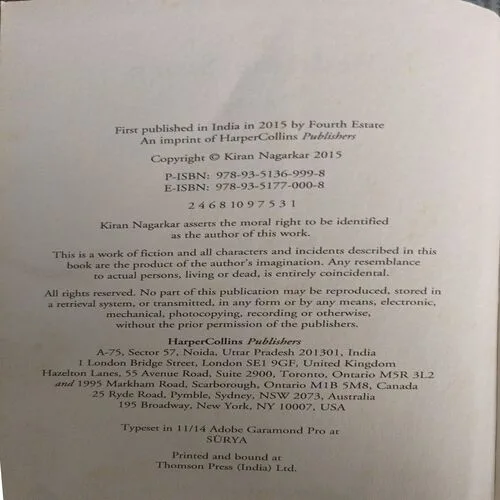 First published in India in 2015 by Fourth Estate
An imprint of HarperCollins Publishers
Copyright © Kiran Nagarkar 2015
P-ISBN: 978-93-5136-999-8
E-ISBN: 978-93-5177-000-8
2 4 6 8 10 9 7 5 3 1
Kiran Nagarkar asserts the moral right to be identified
as the author of this work.
This is a work of fiction and all characters and incidents described in this
book are the product of the author's imagination. Any resemblance
to actual persons, living or dead, is entirely coincidental.
All rights reserved. No part of this publication may be reproduced, stored in
a retrieval system, or transmitted, in any form or by any means, electronic,
mechanical, photocopying, recording or otherwise,
without the prior permission of the publishers.
HarperCollins Publishers
A-75, Sector 57, Noida, Uttar Pradesh 201301, India
1 London Bridge Street, London SE1 9GF, United Kingdom
Hazelton Lanes, 55 Avenue Road, Suite 2900, Toronto, Ontario M5R 3L2
and 1995 Markham Road, Scarborough, Ontario M1B 5M8, Canada
25 Ryde Road, Pymble, Sydney, NSW 2073, Australia
195 Broadway, New York, NY 10007, USA
Typeset in 11/14 Adobe Garamond Pro at
SŪRYA
Printed and bound at
Thomson Press (India) Ltd.